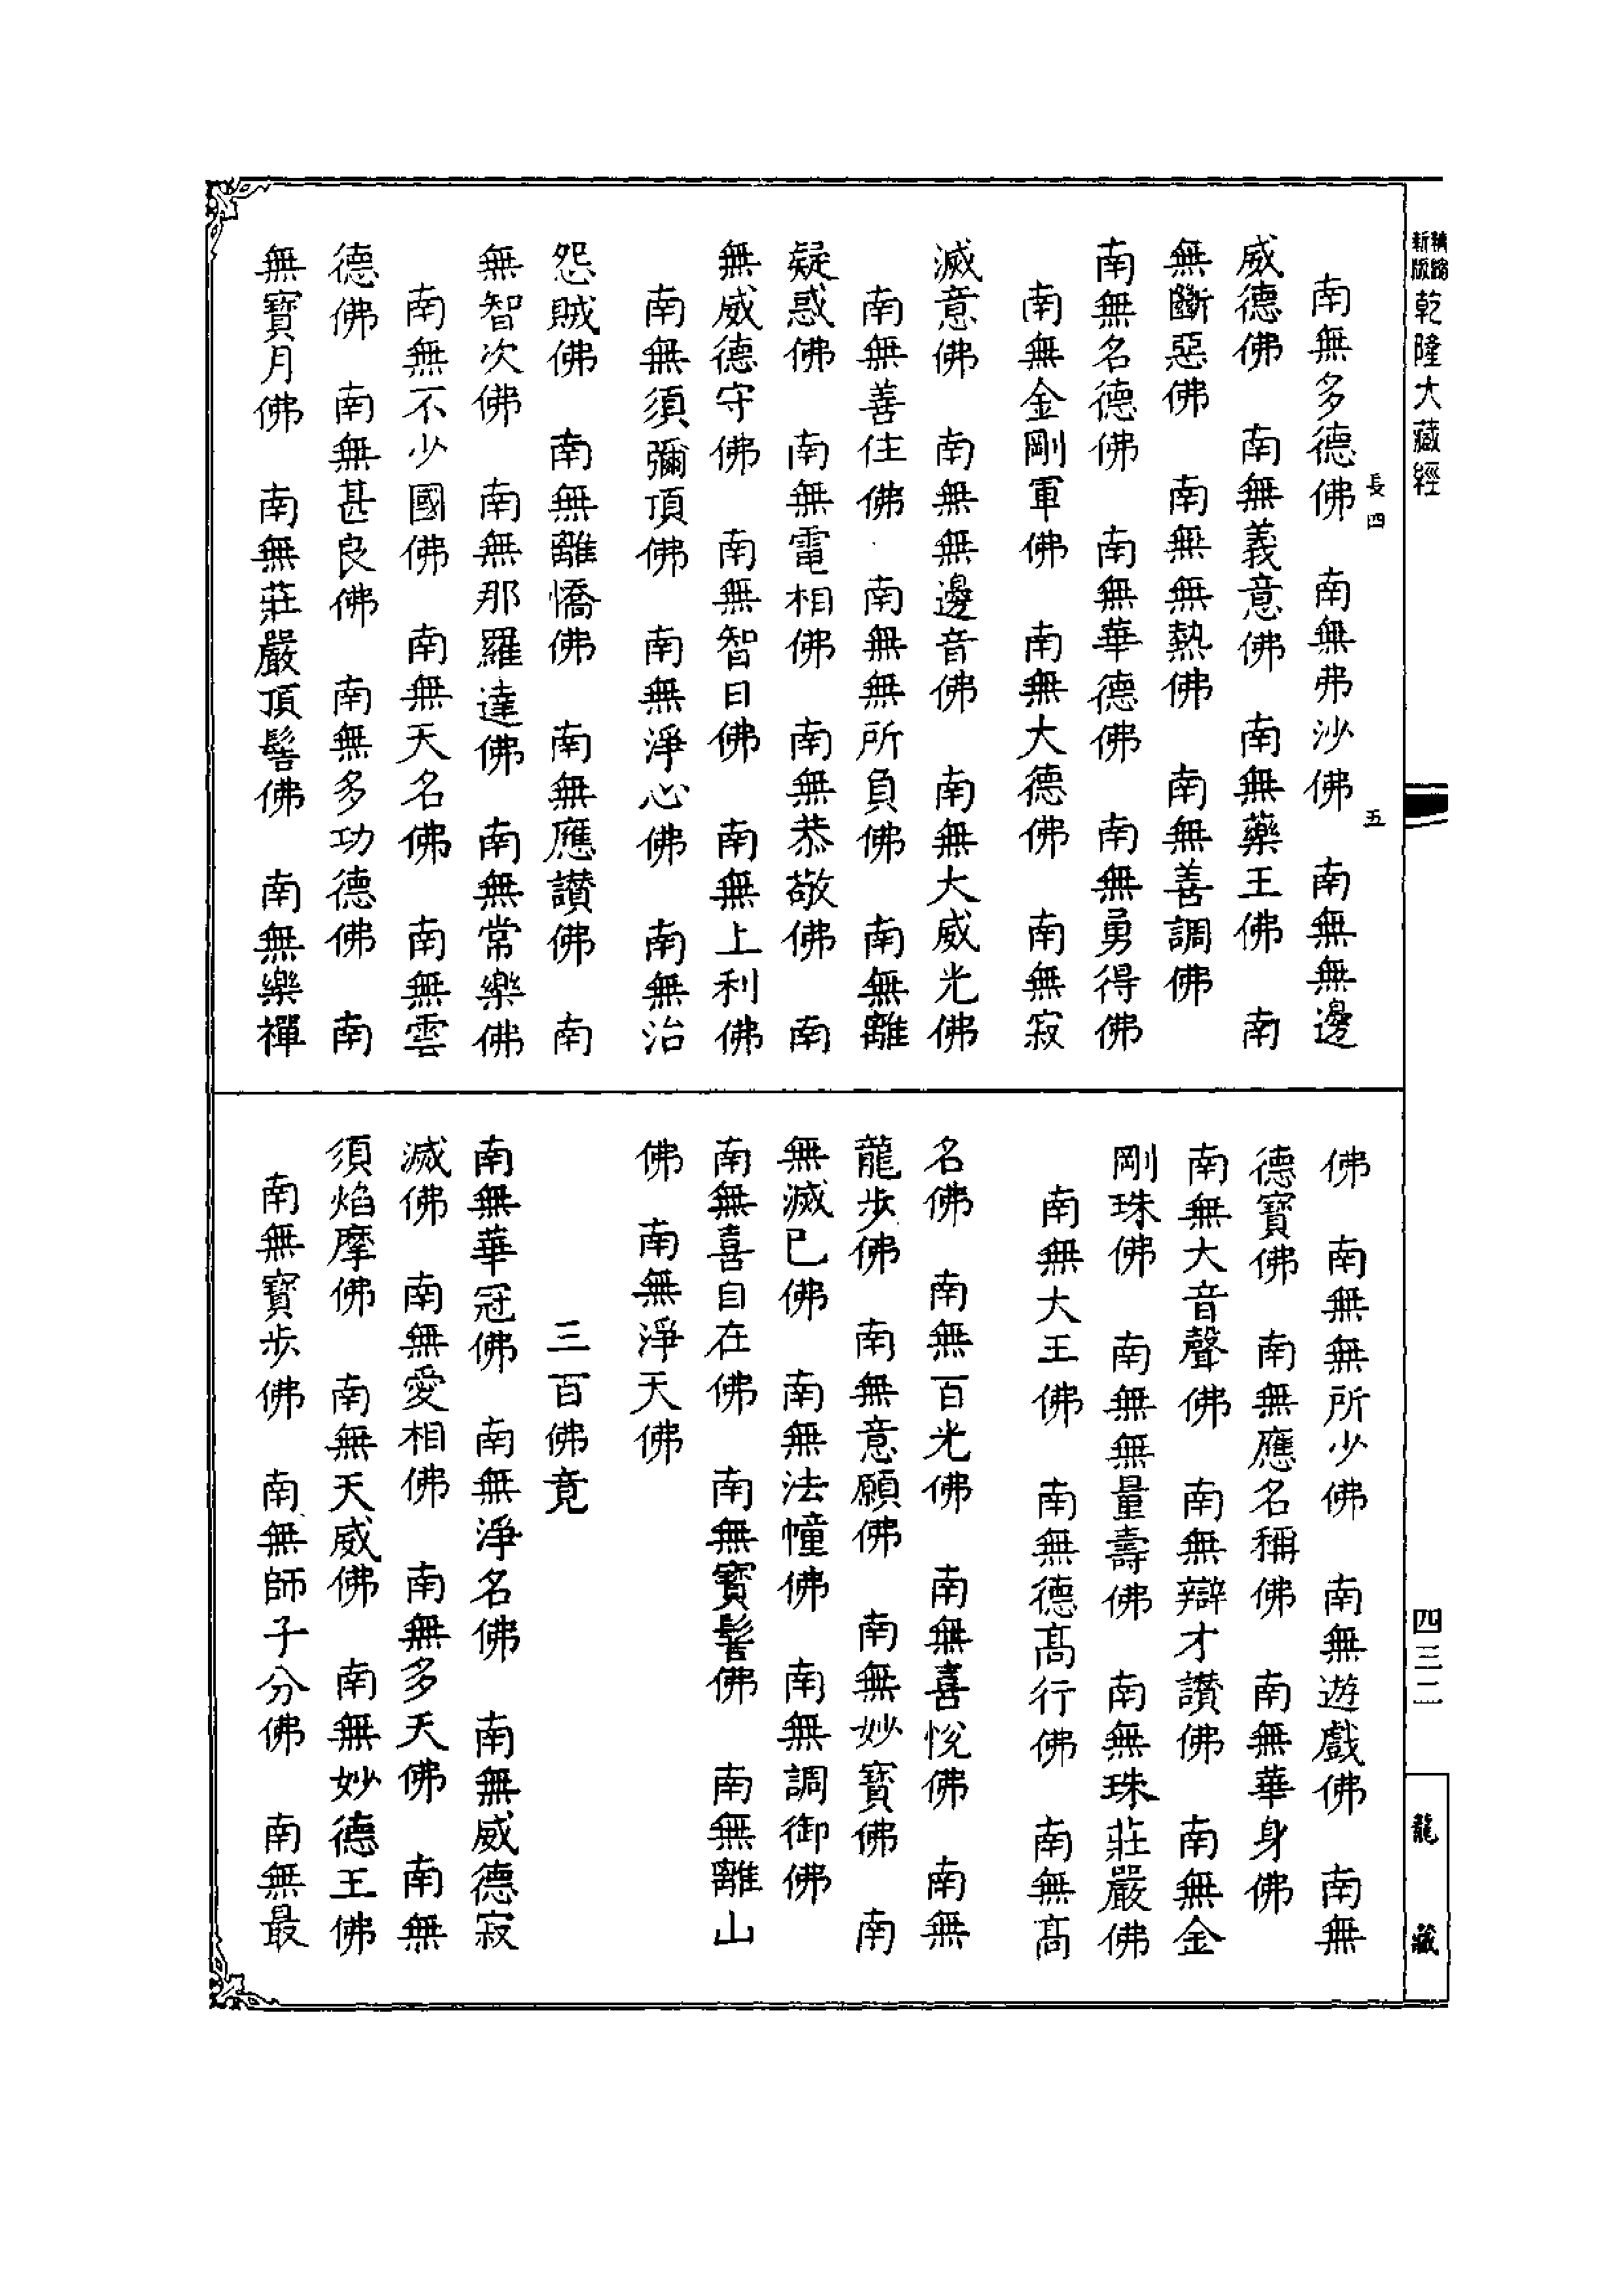 新版精縮乾隆大藏經
長四
五
南無多德佛　南無弗沙佛　南無無邊
威德佛　南無義意佛　南無藥王佛　南
無斷惡佛　南無無熱佛　南無善調佛
南無名德佛　南無華德佛　南無勇得佛
南無金剛軍佛　南無大德佛　南無寂
滅意佛　南無無邊音佛　南無大威光佛
南無善住佛　南無無所負佛　南無離
疑惑佛　南無電相佛　南無恭敬佛　南
無威德守佛　南無智日佛　南無上利佛
南無須彌頂佛　南無淨心佛　南無治
怨賊佛　南無離憍佛　南無應讚佛　南
無智次佛　南無那羅達佛　南無常樂佛
南無不少國佛　南無天名佛　南無雲
德佛　南無甚良佛　南無多功德佛　南
無寶月佛　南無莊嚴頂髻佛　南無樂禪
佛　南無無所少佛　南無遊戲佛　南無
德寶佛　南無應名稱佛　南無華身佛
南無大音聲佛　南無辯才讚佛　南無金
剛珠佛　南無無量壽佛　南無珠莊嚴佛
南無大王佛　南無德高行佛　南無高
名佛　南無百光佛　南無喜悅佛　南無
龍步佛　南無意願佛　南無妙寶佛　南
無滅已佛　南無法幢佛　南無調御佛
南無喜自在佛　南無寶髻佛　南無離山
佛　南無淨天佛
三百佛竟
南無華冠佛　南無淨名佛　南無威德寂
滅佛　南無愛相佛　南無多天佛　南無
須焰摩佛　南無天威佛　南無妙德王佛
南無寶步佛　南無師子分佛　南無最
四三二
龍藏